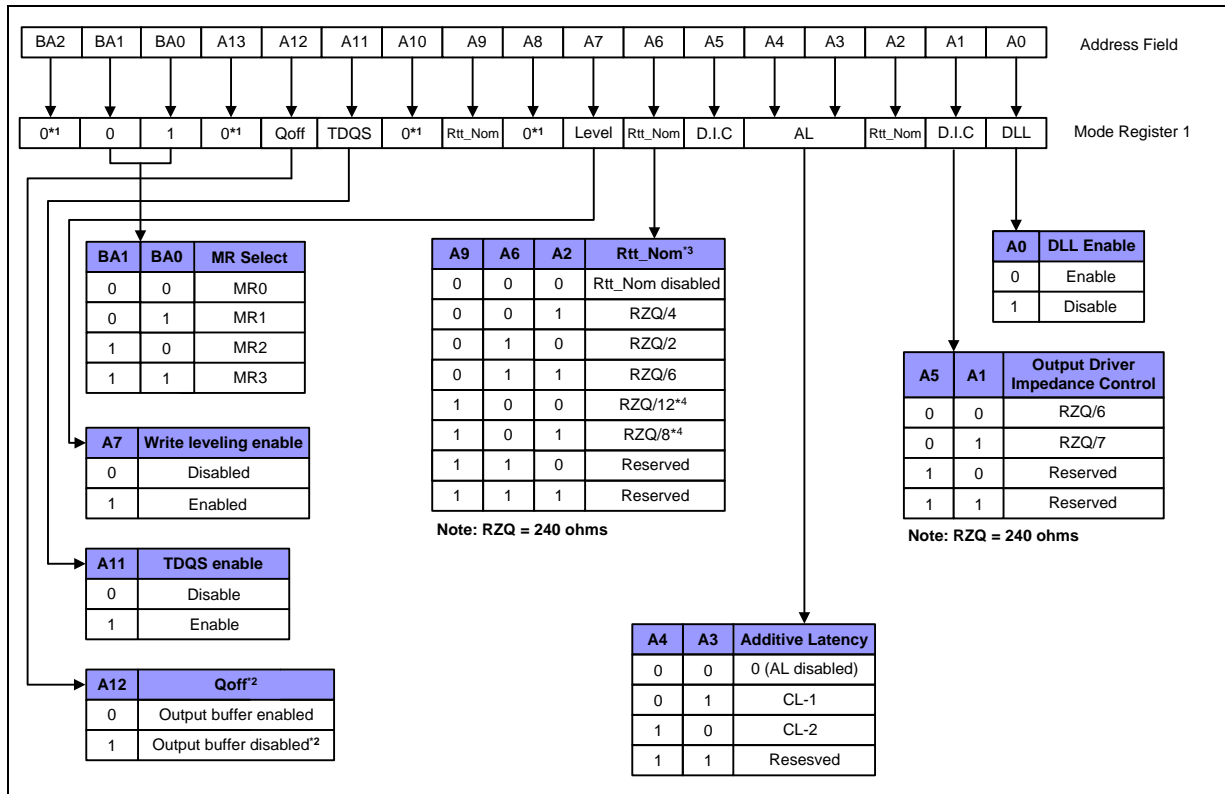 BA2 BA1 BA0 A13 A12 A11 A10 A9 A8 A7 A6 A5 A4 A3 A2 A1 A0 Address Field
0*1 0 1 0*1 Qoff TDQS 0*1 Rtt_Nom 0*1 Level Rtt_Nom D.I.C AL Rtt_Nom D.I.C DLL Mode Register 1
BA1 BA0 MR Select
0 0 MR0
0 1 MR1
1 0 MR2
1 1 MR3
A7 Write leveling enable
0 Disabled
1 Enabled
A11 TDQS enable
0 Disable
1 Enable
A12 Qoff*2
0 Output buffer enabled
1 Output buffer disabled*2
A9 A6 A2 Rtt_Nom*3
0 0 0 Rtt_Nom disabled
0 0 1 RZQ/4
0 1 0 RZQ/2
0 1 1 RZQ/6
1 0 0 RZQ/12*4
1 0 1 RZQ/8*4
1 1 0 Reserved
1 1 1 Reserved
Note: RZQ = 240 ohms
A4 A3 Additive Latency
0 0 0 (AL disabled)
0 1 CL-1
1 0 CL-2
1 1 Resesved
A0 DLL Enable
0 Enable
1 Disable
A5 A1 Output Driver
Impedance Control
0 0 RZQ/6
0 1 RZQ/7
1 0 Reserved
1 1 Reserved
Note: RZQ = 240 ohms